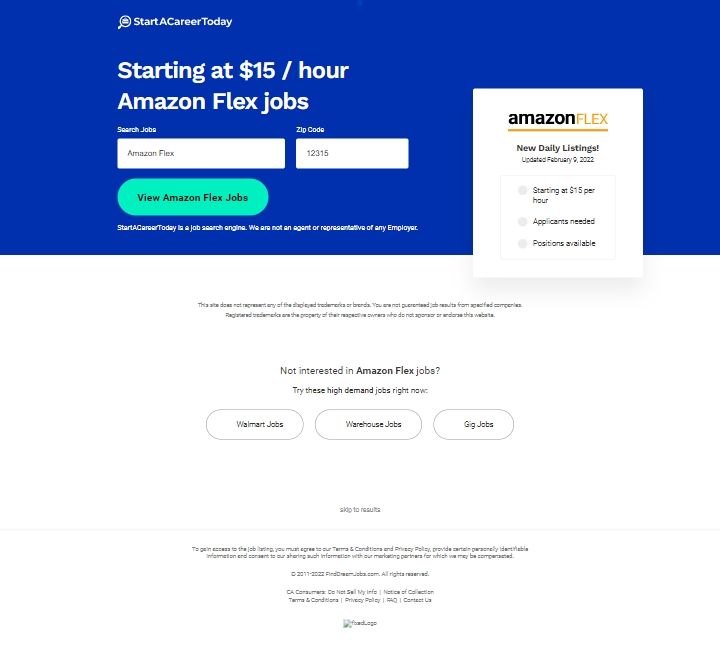 StartACareerToday
Starting at $15 / hour
Amazon Flex jobs
Search Jobs
Zip Code
Amazon Flex
12315
View Amazon Flex Jobs
StartACareerToday is a job search engine. We are not an agent or representative of any Employer.
amazonFLEX
New Daily Listings!
Updated February 9, 2022
Starting at $15 per
hour
Applicants needed
Positions available
This site does not represent any of the displayed trademarks or brands. You are not guaranteed job results from specified companies.
Registered trademarks are the property of their respective owners who do not sponsor or endorse this website.
Not interested in Amazon Flex jobs?
Try these high demand jobs right now:
Walmart Jobs
Warehouse Jobs
Gig Jobs
skip to results
To gain access to the job listing, you must agree to our Terms & Conditions and Privacy Policy, provide certain personally identifiable
information and consent to our sharing such information with our marketing partners for which we may be compensated.
© 2011-2022 FindDreamJobs.com. All rights reserved.
CA Consumers: Do Not Sell My Info | Notice of Collection
Terms & Conditions | Privacy Policy | FAQ | Contact Us
fixedLogo